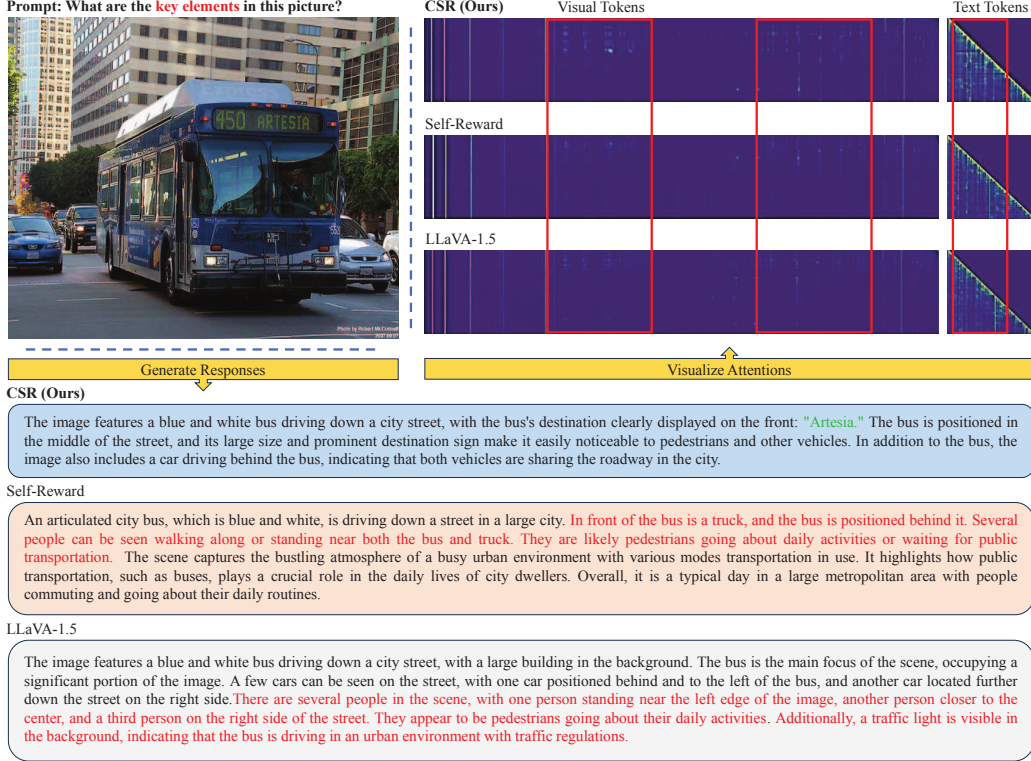 Prompt: What are the key elements in this picture?
CSR (Ours)
Visual Tokens
Text Tokens
450 ARTESIA
Photo by Robert McConnell
Self-Reward
LLaVA-1.5
Generate Responses
Visualize Attentions
CSR (Ours)
The image features a blue and white bus driving down a city street, with the bus's destination clearly displayed on the front: "Artesia." The bus is positioned in
the middle of the street, and its large size and prominent destination sign make it easily noticeable to pedestrians and other vehicles. In addition to the bus, the
image also includes a car driving behind the bus, indicating that both vehicles are sharing the roadway in the city.
Self-Reward
An articulated city bus, which is blue and white, is driving down a street in a large city. In front of the bus is a truck, and the bus is positioned behind it. Several
people can be seen walking along or standing near both the bus and truck. They are likely pedestrians going about daily activities or waiting for public
transportation. The scene captures the bustling atmosphere of a busy urban environment with various modes transportation in use. It highlights how public
transportation, such as buses, plays a crucial role in the daily lives of city dwellers. Overall, it is a typical day in a large metropolitan area with people
commuting and going about their daily routines.
LLaVA-1.5
The image features a blue and white bus driving down a city street, with a large building in the background. The bus is the main focus of the scene, occupying a
significant portion of the image. A few cars can be seen on the street, with one car positioned behind and to the left of the bus, and another car located further
down the street on the right side.There are several people in the scene, with one person standing near the left edge of the image, another person closer to the
center, and a third person on the right side of the street. They appear to be pedestrians going about their daily activities. Additionally, a traffic light is visible in
the background, indicating that the bus is driving in an urban environment with traffic regulations.